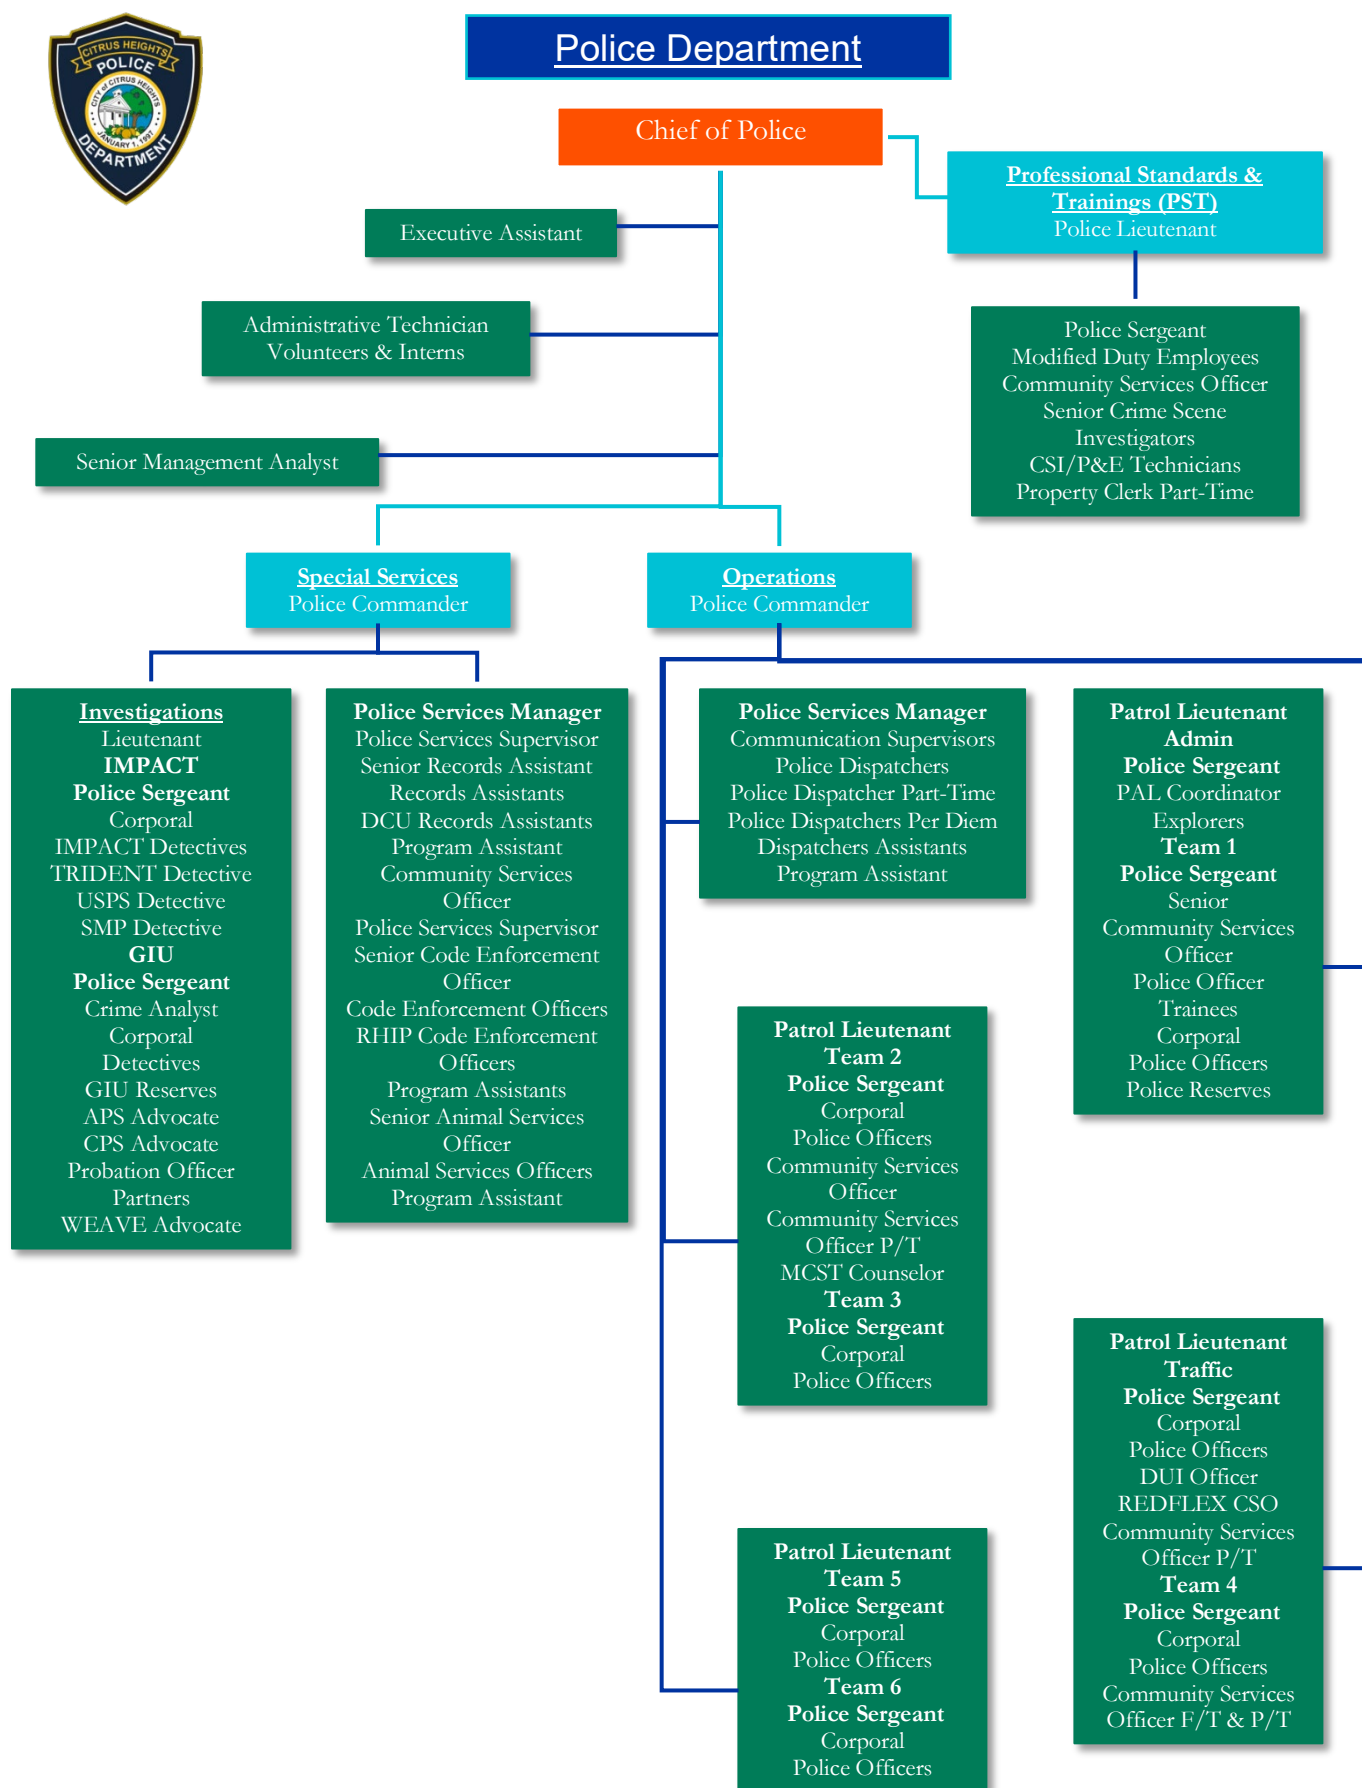 CITRUS HEIGHTS
POLICE
CITY of CITRUS HEIGHTS
JANUARY 1, 1997
DEPARTMENT
Police Department
Chief of Police
Professional Standards &
Trainings (PST)
Police Lieutenant
Executive Assistant
Administrative Technician
Volunteers & Interns
Police Sergeant
Modified Duty Employees
Community Services Officer
Senior Crime Scene
Investigators
CSI/P&E Technicians
Property Clerk Part-Time
Senior Management Analyst
Special Services
Police Commander
Operations
Police Commander
Investigations
Lieutenant
IMPACT
Police Sergeant
Corporal
IMPACT Detectives
TRIDENT Detective
USPS Detective
SMP Detective
GIU
Police Sergeant
Crime Analyst
Corporal
Detectives
GIU Reserves
APS Advocate
CPS Advocate
Probation Officer
Partners
WEAVE Advocate
Police Services Manager
Police Services Supervisor
Senior Records Assistant
Records Assistants
DCU Records Assistants
Program Assistant
Community Services
Officer
Police Services Supervisor
Senior Code Enforcement
Officer
Code Enforcement Officers
RHIP Code Enforcement
Officers
Program Assistants
Senior Animal Services
Officer
Animal Services Officers
Program Assistant
Police Services Manager
Communication Supervisors
Police Dispatchers
Police Dispatcher Part-Time
Police Dispatchers Per Diem
Dispatchers Assistants
Program Assistant
Patrol Lieutenant
Admin
Police Sergeant
PAL Coordinator
Explorers
Team 1
Police Sergeant
Senior
Community Services
Officer
Police Officer
Trainees
Corporal
Police Officers
Police Reserves
Patrol Lieutenant
Team 2
Police Sergeant
Corporal
Police Officers
Community Services
Officer
Community Services
Officer P/T
MCST Counselor
Team 3
Police Sergeant
Corporal
Police Officers
Patrol Lieutenant
Traffic
Police Sergeant
Corporal
Police Officers
DUI Officer
REDFLEX CSO
Community Services
Officer P/T
Team 4
Police Sergeant
Corporal
Police Officers
Community Services
Officer F/T & P/T
Patrol Lieutenant
Team 5
Police Sergeant
Corporal
Police Officers
Team 6
Police Sergeant
Corporal
Police Officers